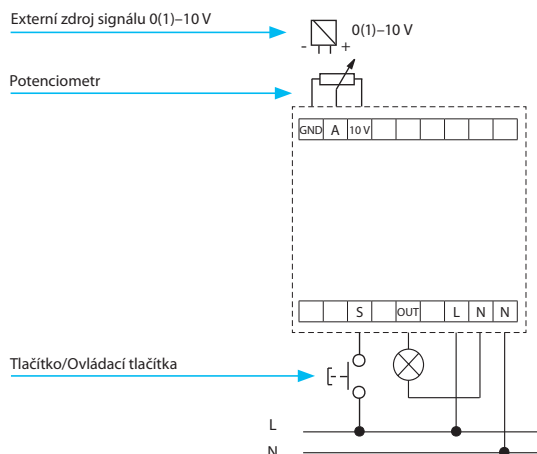 Externí zdroj signálu 0(1)–10 V
0(1)–10 V
- +
Potenciometr
GND A 10 V
S OUT L N N
Tlačítko/Ovládací tlačítka
L
N